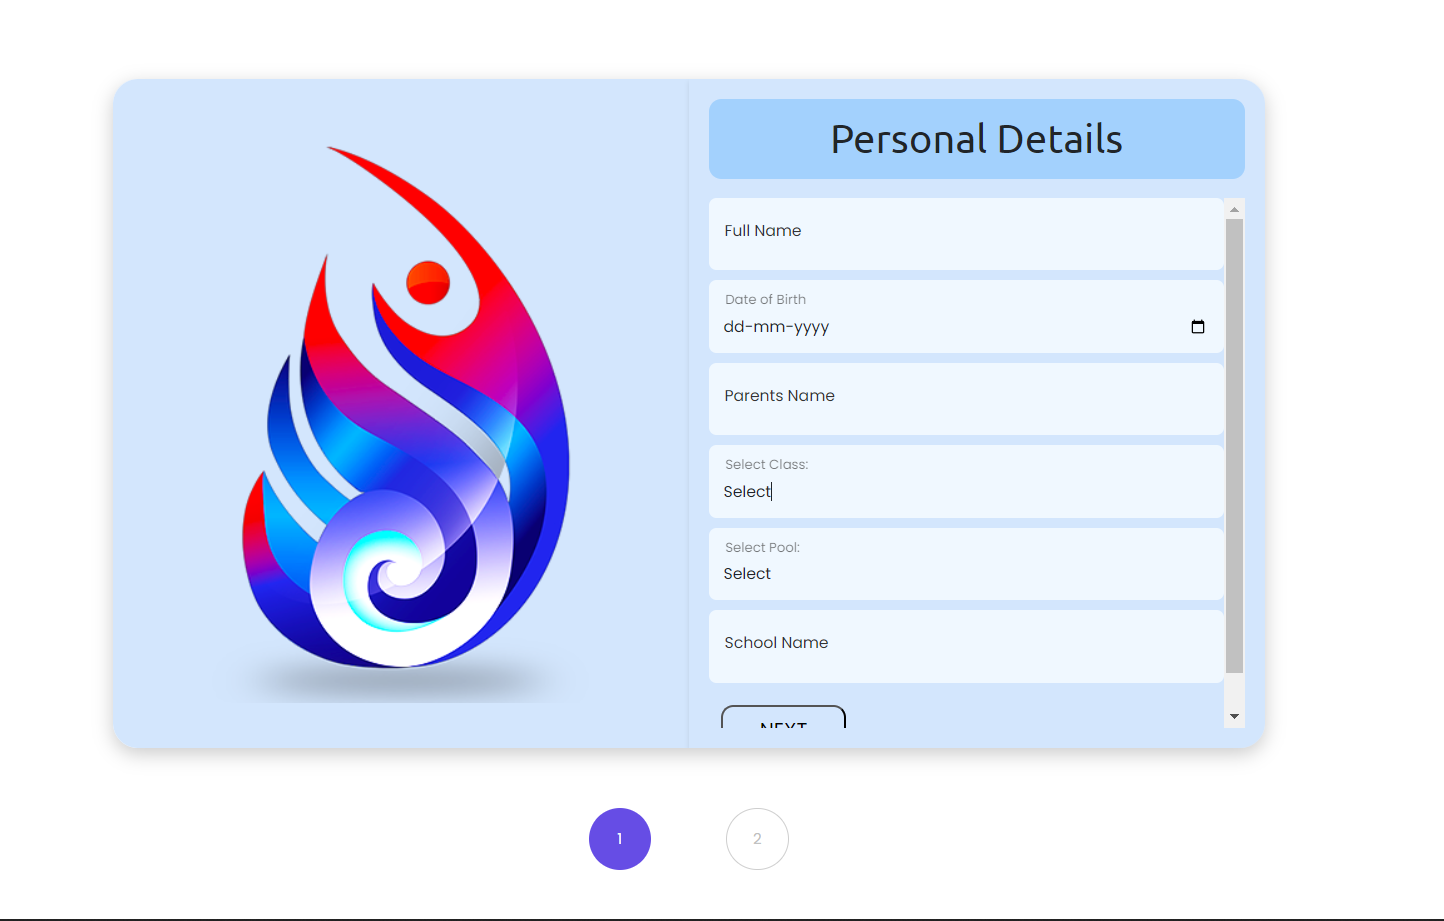 Personal Details
Full Name
Date of Birth
dd-mm-yyyy
Parents Name
Select Class:
Select
Select Pool:
Select
School Name
NEXT
1
2